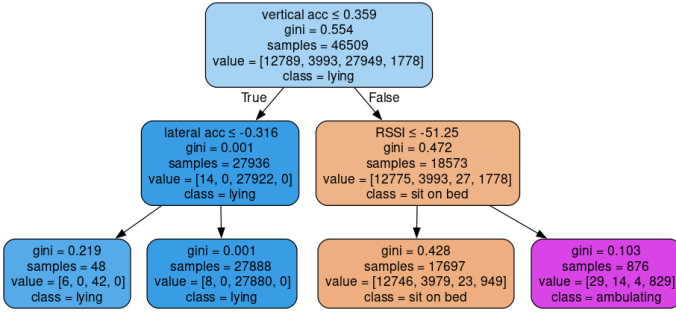 vertical acc ≤ 0.359
gini = 0.554
samples = 46509
value = [12789, 3993, 27949, 1778]
class = lying
True
False
lateral acc ≤ -0.316
gini = 0.001
samples = 27936
value = [14, 0, 27922, 0]
class = lying
RSSI ≤ -51.25
gini = 0.472
samples = 18573
value = [12775, 3993, 27, 1778]
class = sit on bed
gini = 0.219
samples = 48
value = [6, 0, 42, 0]
class = lying
gini = 0.001
samples = 27888
value = [8, 0, 27880, 0]
class = lying
gini = 0.428
samples = 17697
value = [12746, 3979, 23, 949]
class = sit on bed
gini = 0.103
samples = 876
value = [29, 14, 4, 829]
class = ambulating